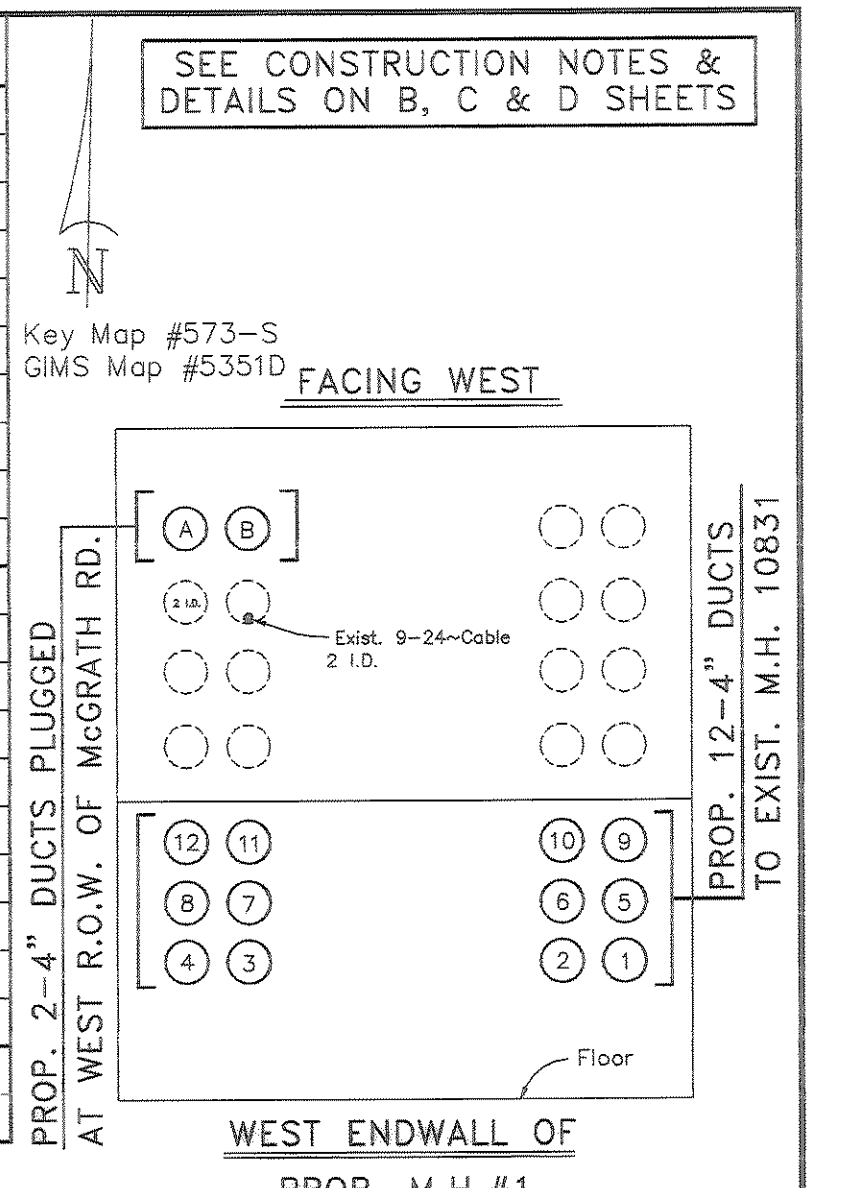 SEE CONSTRUCTION NOTES &
DETAILS ON B, C & D SHEETS
N
Key Map #573-S
GIMS Map #5351D
FACING WEST
A B
2 I.D.
Exist. 9-24~Cable
2 I.D.
PROP. 2-4" DUCTS PLUGGED
AT WEST R.O.W. OF McGRATH RD.
PROP. 12-4" DUCTS
TO EXIST. M.H. 10831
12 11 10 9
8 7 6 5
4 3 2 1
Floor
WEST ENDWALL OF
PROP. M.H. #1